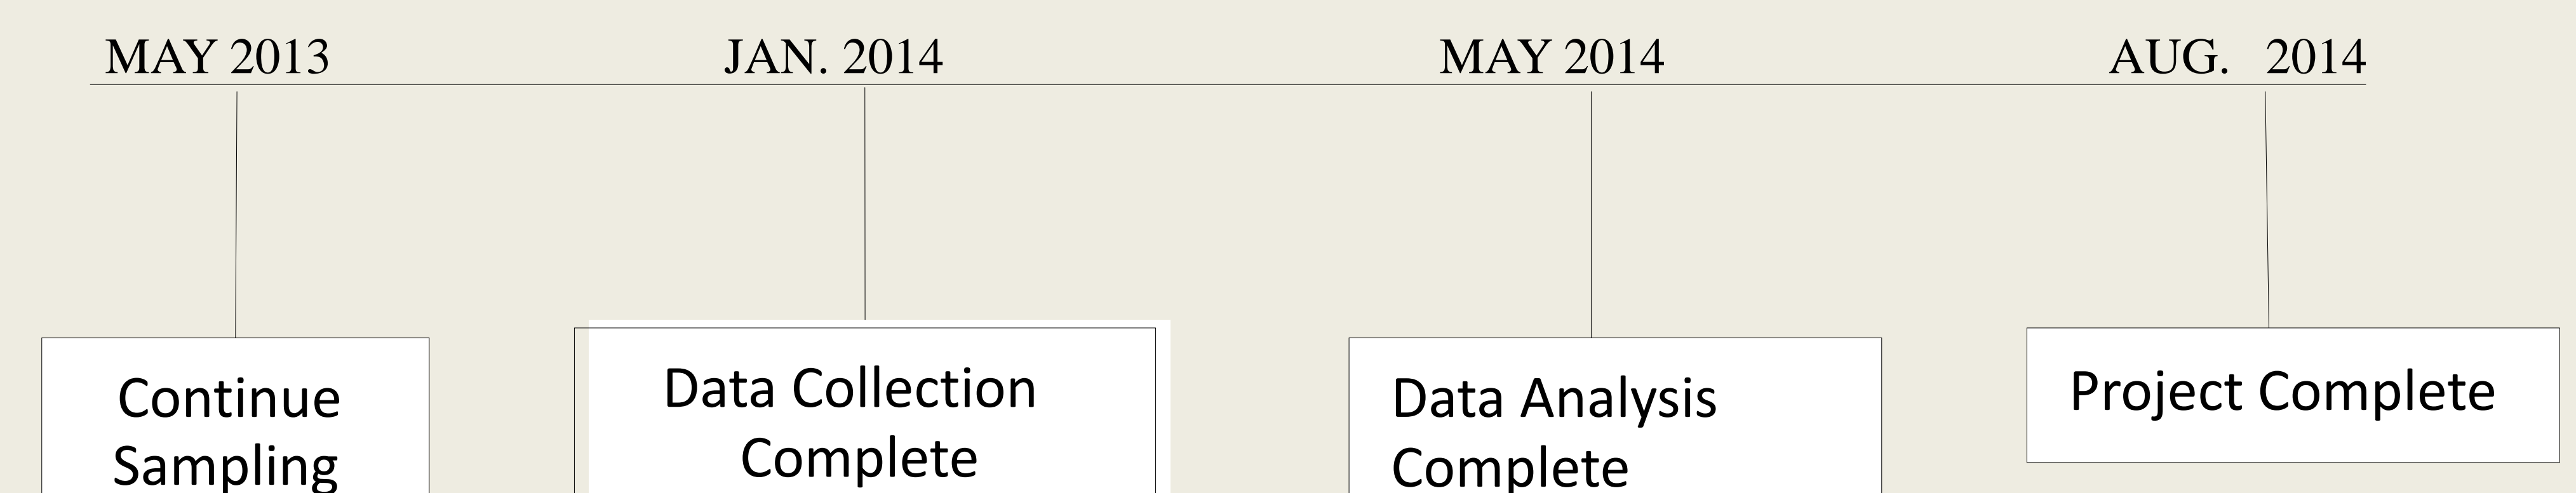 MAY 2013
JAN. 2014
MAY 2014
AUG. 2014
Continue
Sampling
Data Collection
Complete
Data Analysis
Complete
Project Complete